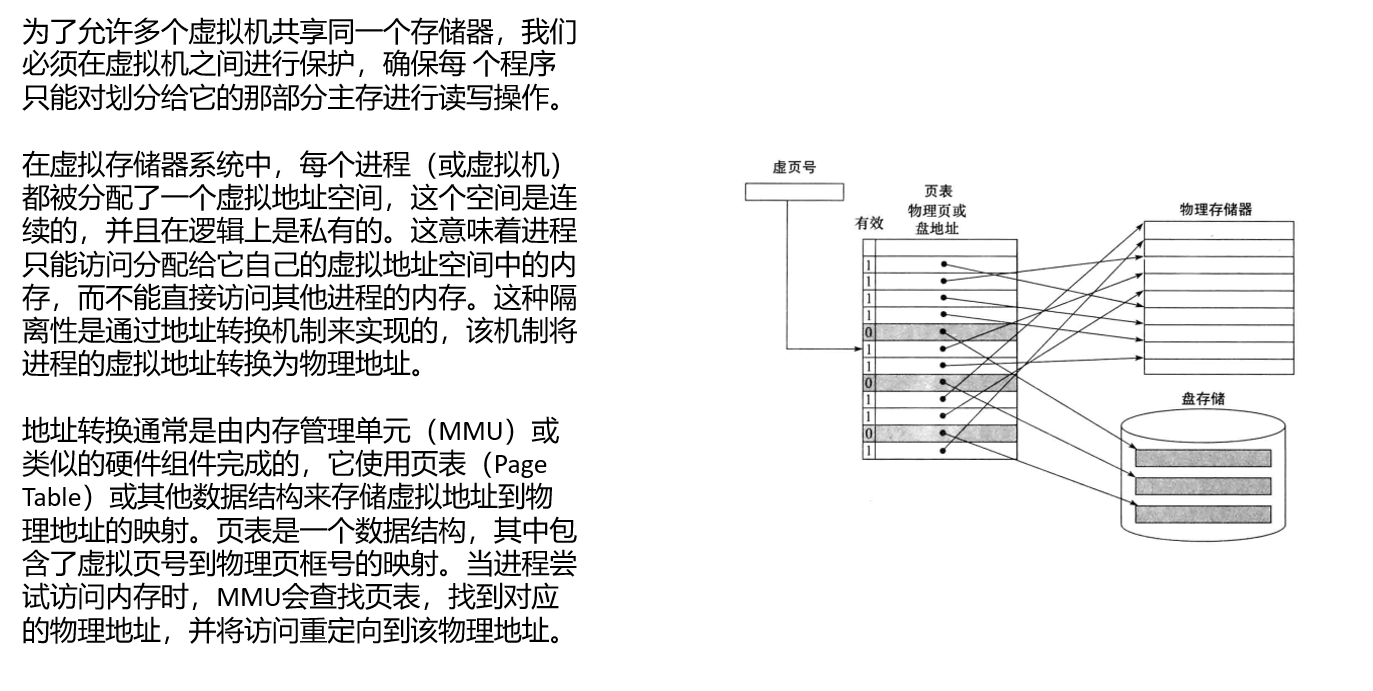 为了允许多个虚拟机共享同一个存储器，我们
必须在虚拟机之间进行保护，确保每 个程序
只能对划分给它的那部分主存进行读写操作。
在虚拟存储器系统中，每个进程（或虚拟机）
都被分配了一个虚拟地址空间，这个空间是连
续的，并且在逻辑上是私有的。这意味着进程
只能访问分配给它自己的虚拟地址空间中的内
存，而不能直接访问其他进程的内存。这种隔
离性是通过地址转换机制来实现的，该机制将
进程的虚拟地址转换为物理地址。
地址转换通常是由内存管理单元（MMU）或
类似的硬件组件完成的，它使用页表（Page
Table）或其他数据结构来存储虚拟地址到物
理地址的映射。页表是一个数据结构，其中包
含了虚拟页号到物理页框号的映射。当进程尝
试访问内存时，MMU会查找页表，找到对应
的物理地址，并将访问重定向到该物理地址。
虚页号
页表
物理页或
盘地址
有效
1
1
1
1
0
1
1
0
1
1
0
1
物理存储器
盘存储